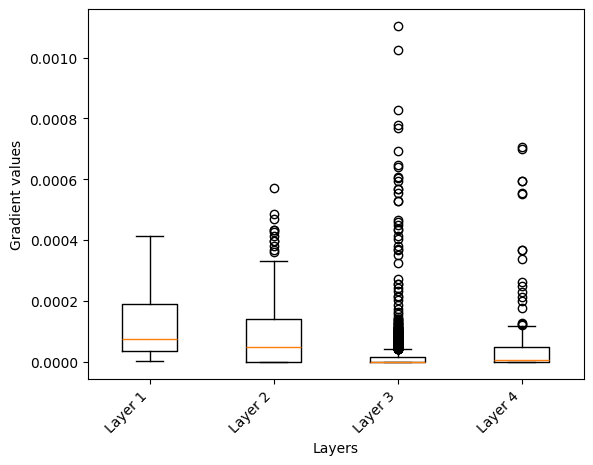 0.0010
0.0008
0.0006
0.0004
0.0002
0.0000
Gradient values
Layer 1
Layer 2
Layer 3
Layer 4
Layers